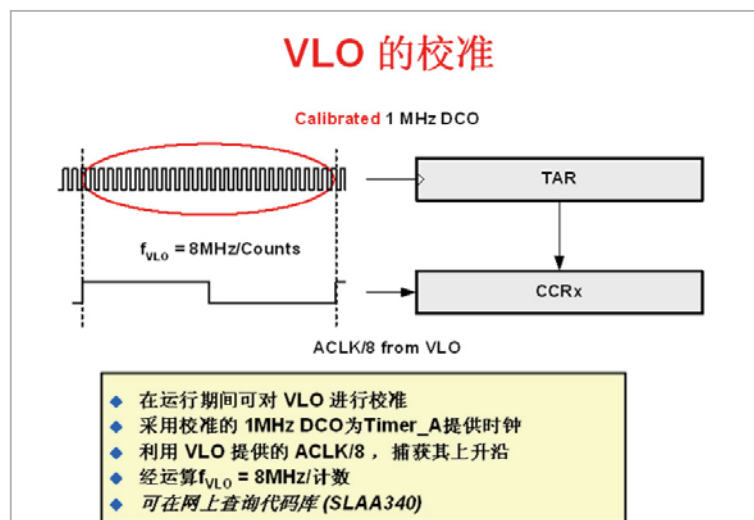 VLO 的校准
Calibrated 1 MHz DCO
TAR
fVLO = 8MHz/Counts
CCRx
ACLK/8 from VLO
在运行期间可对 VLO 进行校准
采用校准的 1MHz DCO为Timer_A提供时钟
利用 VLO 提供的 ACLK/8 ， 捕获其上升沿
经运算fVLO = 8MHz/计数
可在网上查询代码库 (SLAA340)